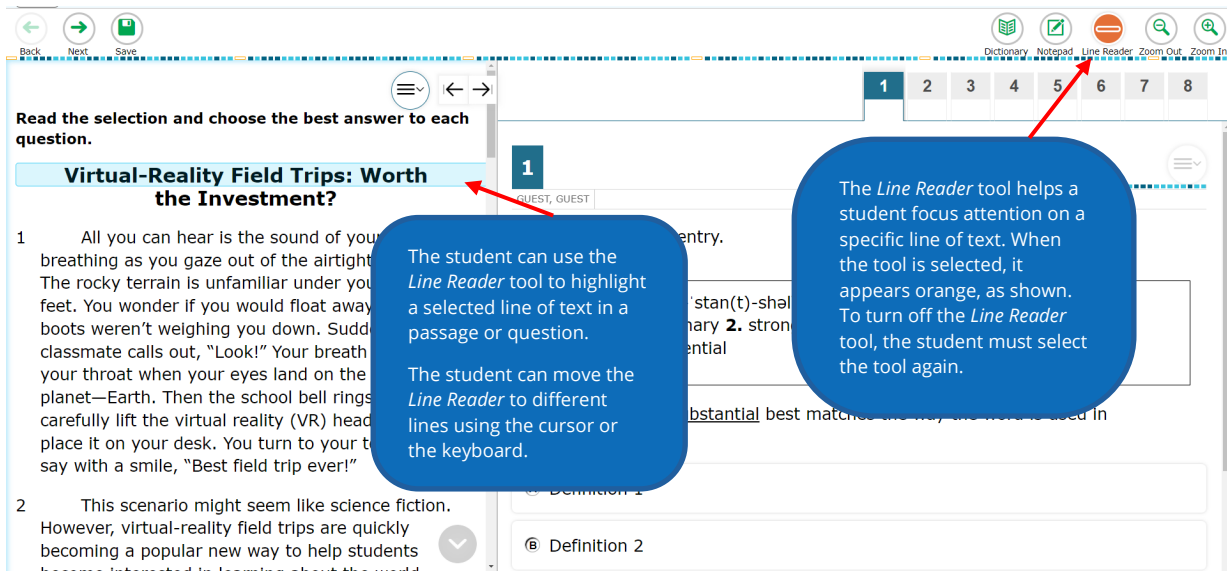 Back Next Save Dictionary Notepad Line Reader Zoom Out Zoom In
Read the selection and choose the best answer to each
question.
Virtual-Reality Field Trips: Worth
the Investment?
1 All you can hear is the sound of you
breathing as you gaze out of the airtight
The rocky terrain is unfamiliar under you
feet. You wonder if you would float away
boots weren’t weighing you down. Sudd
classmate calls out, “Look!” Your breath
your throat when your eyes land on the
planet—Earth. Then the school bell rings
carefully lift the virtual reality (VR) head
place it on your desk. You turn to your t
say with a smile, “Best field trip ever!”
2 This scenario might seem like science fiction.
However, virtual-reality field trips are quickly
becoming a popular new way to help students
become interested in learning about the world
The student can use the
Line Reader tool to highlight
a selected line of text in a
passage or question.
The student can move the
Line Reader to different
lines using the cursor or
the keyboard.
1 2 3 4 5 6 7 8
1
GUEST, GUEST
entry.
ˈstan(t)-shəl
nary 2. stron
ential
The Line Reader tool helps a
student focus attention on a
specific line of text. When
the tool is selected, it
appears orange, as shown.
To turn off the Line Reader
tool, the student must select
the tool again.
bstantial best matches the way the word is used in
A Definition 1
B Definition 2